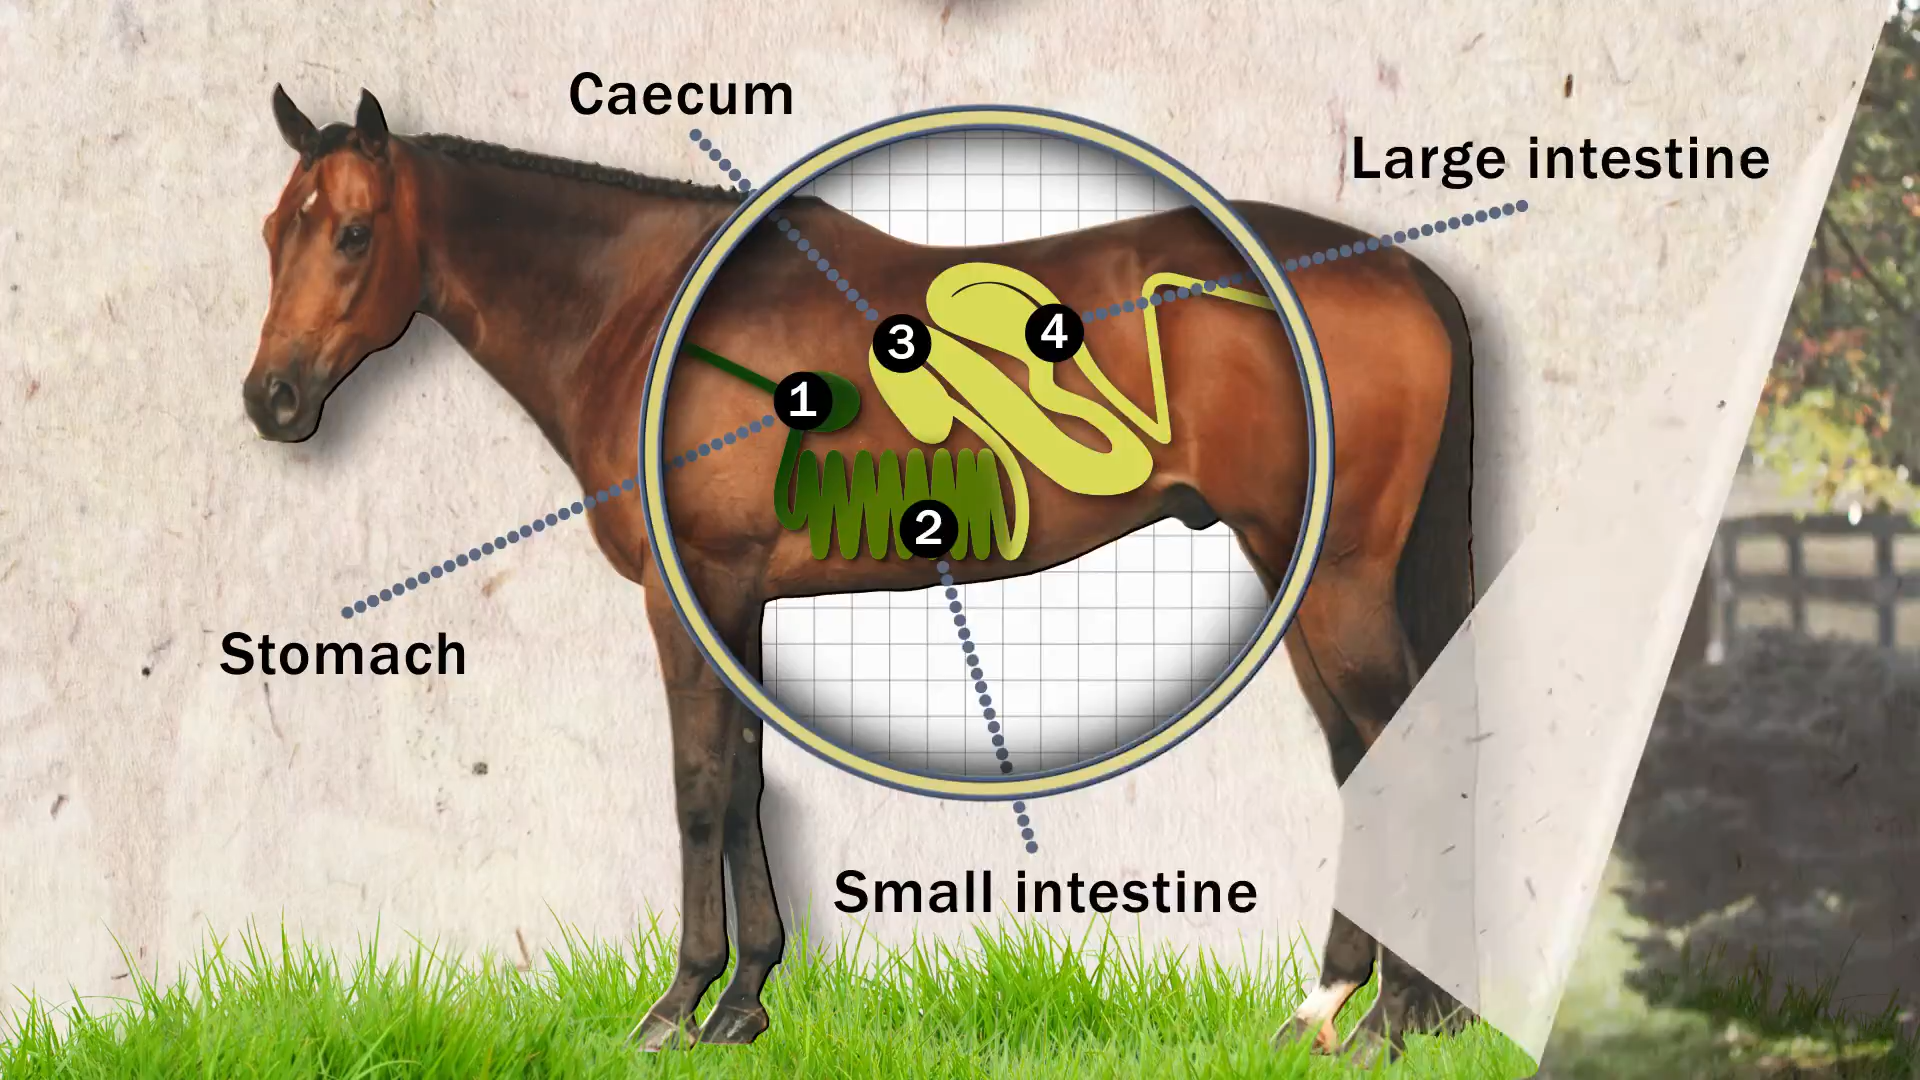 Caecum
Large intestine
3
4
1
2
Stomach
Small intestine